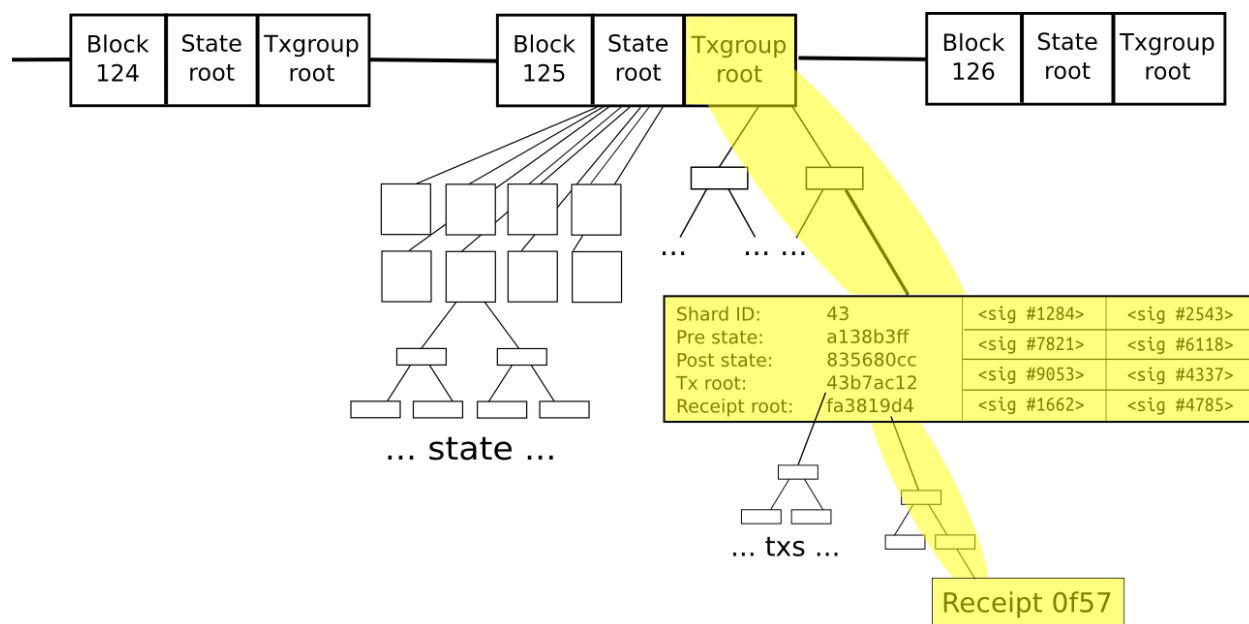 Block 124
State root
Txgroup root
Block 125
State root
Txgroup root
Block 126
State root
Txgroup root
... ... ...
Shard ID: 43 <sig #1284> <sig #2543>
Pre state: a138b3ff <sig #7821> <sig #6118>
Post state: 835680cc
Tx root: 43b7ac12 <sig #9053> <sig #4337>
Receipt root: fa3819d4 <sig #1662> <sig #4785>
... state ...
... txs ...
Receipt 0f57